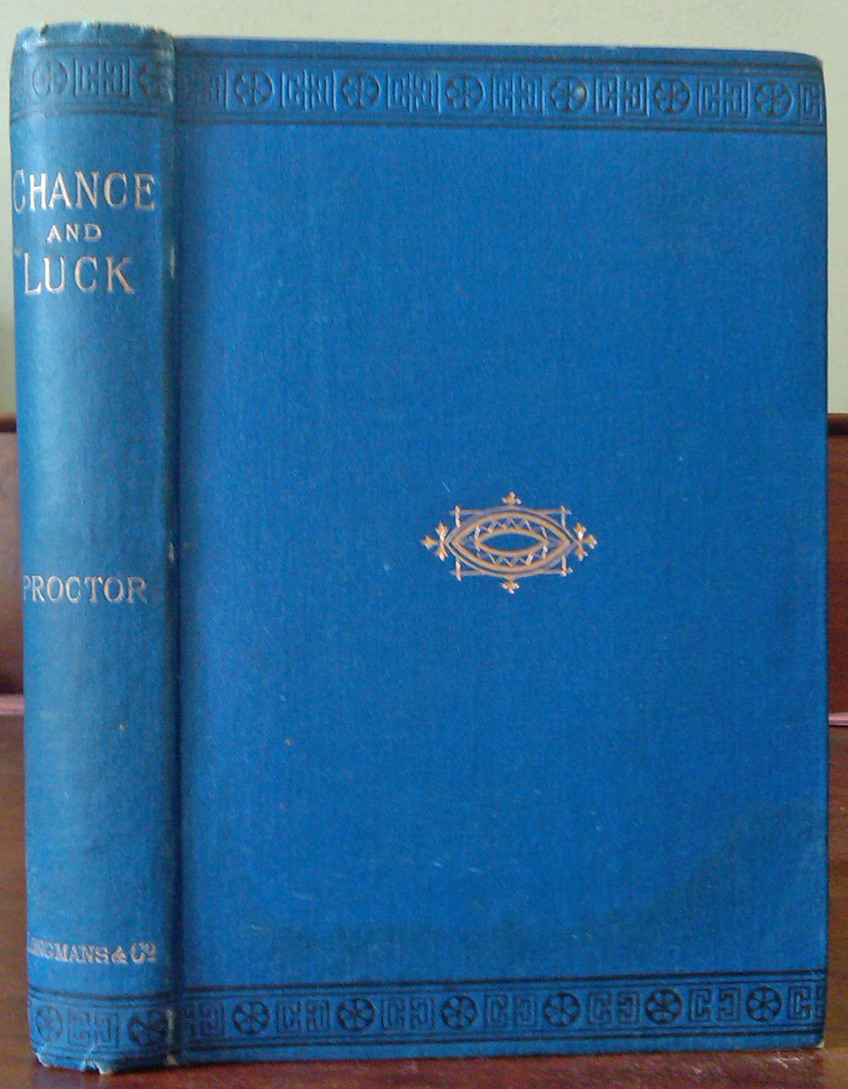 CHANCE
AND
LUCK
PROCTOR
LONGMANS & Co